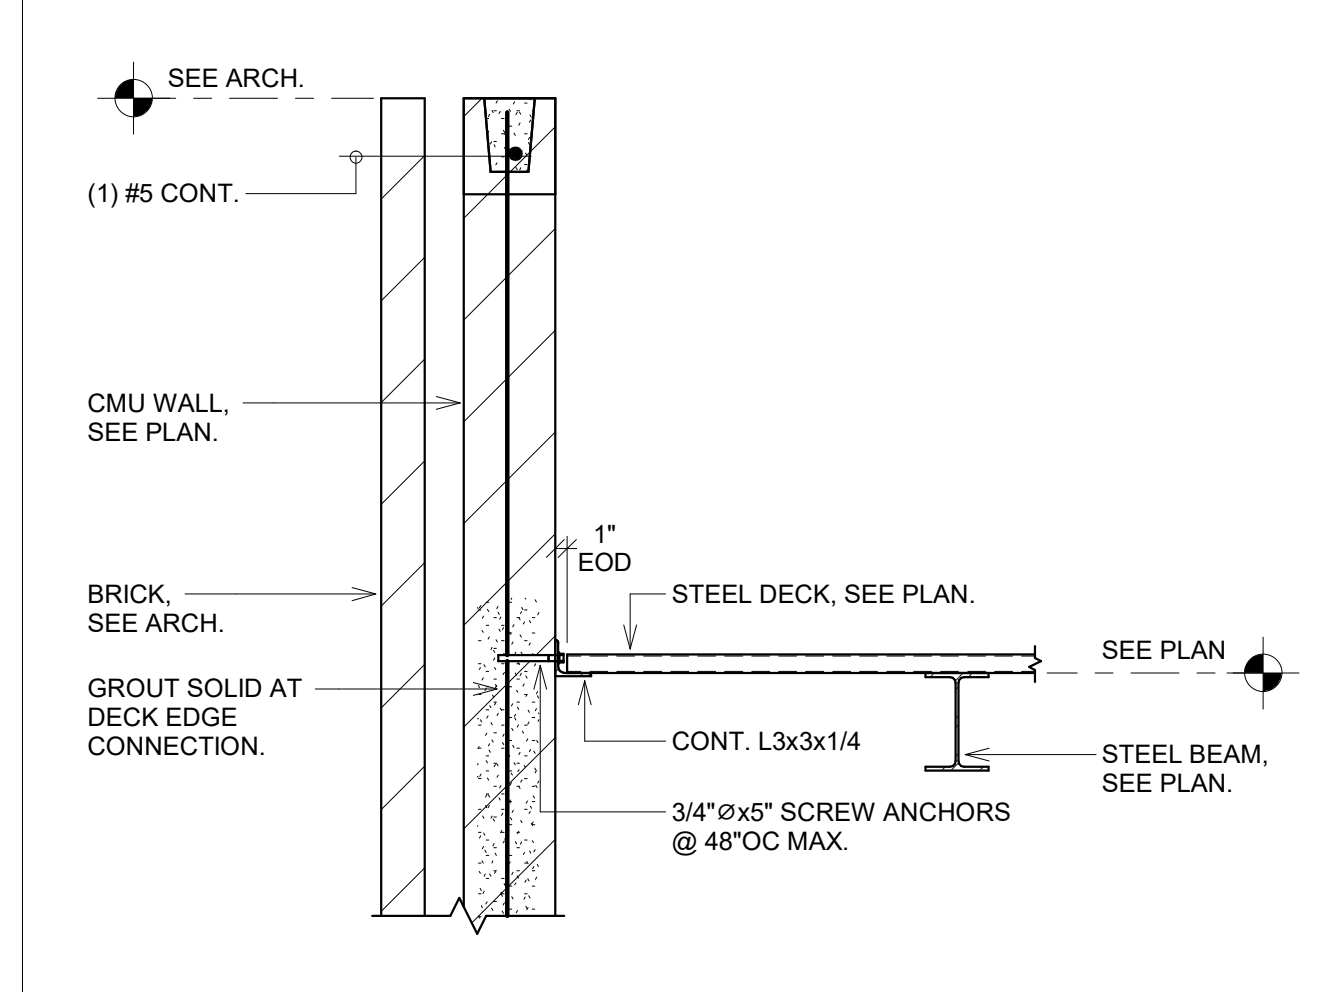 SEE ARCH.
(1) #5 CONT.
CMU WALL,
SEE PLAN.
1"
EOD
BRICK,
SEE ARCH.
STEEL DECK, SEE PLAN.
SEE PLAN
GROUT SOLID AT
DECK EDGE
CONNECTION.
CONT. L3x3x1/4
STEEL BEAM,
SEE PLAN.
3/4"∅x5" SCREW ANCHORS
@ 48"OC MAX.